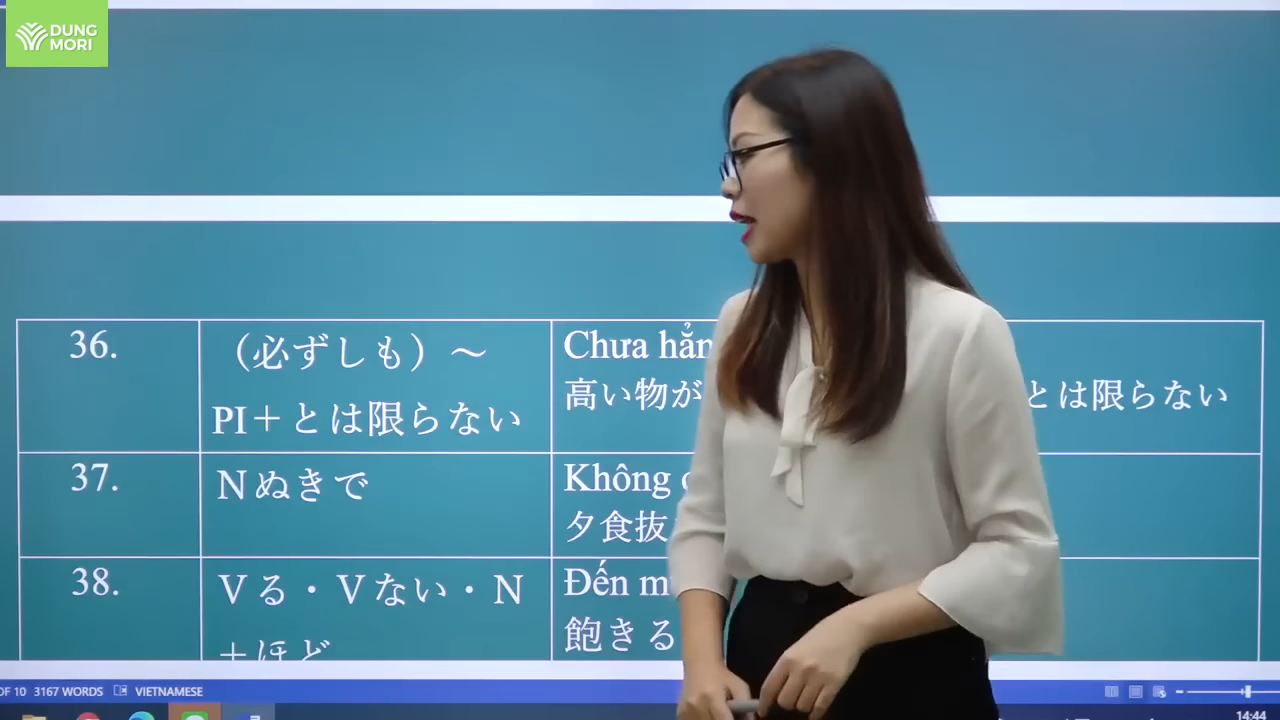 DUNG
MORI
36.
（必ずしも）～
PI＋とは限らない
Chưa hẳn
高い物が
とは限らない
37.
Nぬきで
Không
夕食抜
38.
Vる・Vない・N
＋ほど
Đến
飽きる
OF 10 3167 WORDS VIETNAMESE
14:44